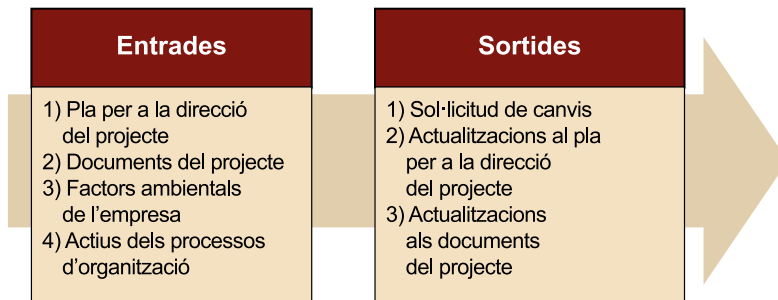 Entrades
1) Pla per a la direcció
del projecte
2) Documents del projecte
3) Factors ambientals
de l’empresa
4) Actius dels processos
d’organització
Sortides
1) Sol·licitud de canvis
2) Actualitzacions al pla
per a la direcció
del projecte
3) Actualitzacions
als documents
del projecte